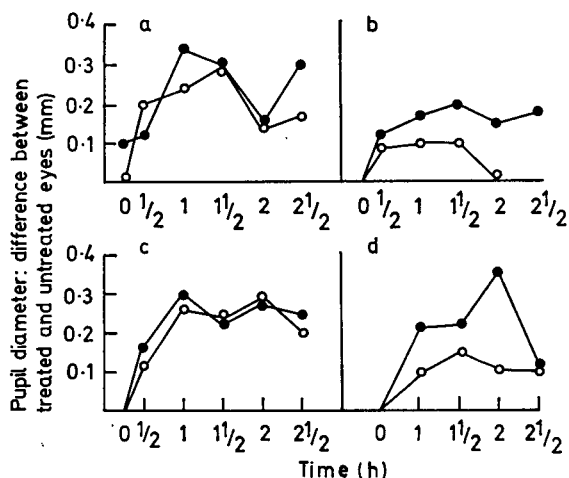 Pupil diameter: difference between
treated and untreated eyes (mm)
0·4
0·3
0·2
0·1
a
b
0 1/2 1 1 1/2 2 2 1/2
0 1/2 1 1 1/2 2 2 1/2
0·4
0·3
0·2
0·1
c
d
0 1/2 1 1 1/2 2 2 1/2
0 1 1 1/2 2 2 1/2
Time (h)